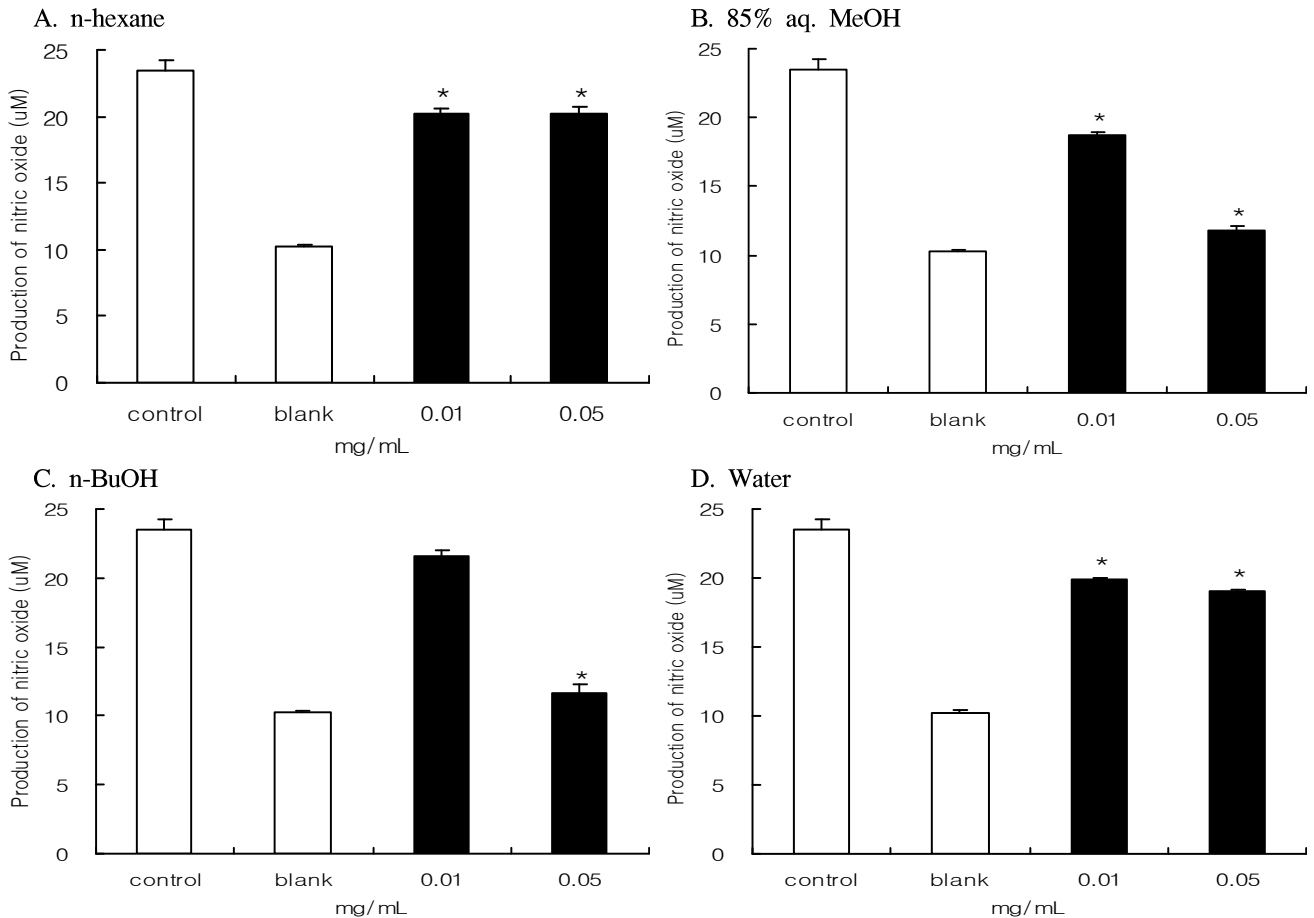 A. n-hexane
Production of nitric oxide (uM)
25
20
15
10
5
0
*
*
control blank 0.01 0.05
mg/mL
B. 85% aq. MeOH
Production of nitric oxide (uM)
25
20
15
10
5
0
*
*
control blank 0.01 0.05
mg/mL
C. n-BuOH
Production of nitric oxide (uM)
25
20
15
10
5
0
*
control blank 0.01 0.05
mg/mL
D. Water
Production of nitric oxide (uM)
25
20
15
10
5
0
*
*
control blank 0.01 0.05
mg/mL